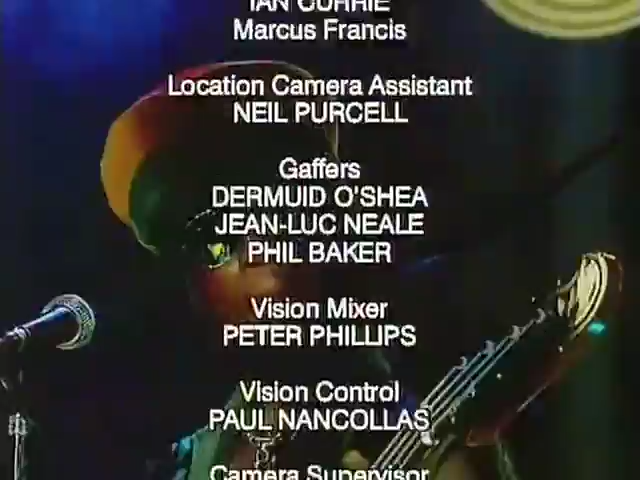 IAN CURRIE
Marcus Francis
Location Camera Assistant
NEIL PURCELL
Gaffers
DERMUID O'SHEA
JEAN-LUC NEALE
PHIL BAKER
Vision Mixer
PETER PHILLIPS
Vision Control
PAUL NANCOLLAS
Camera Supervisor